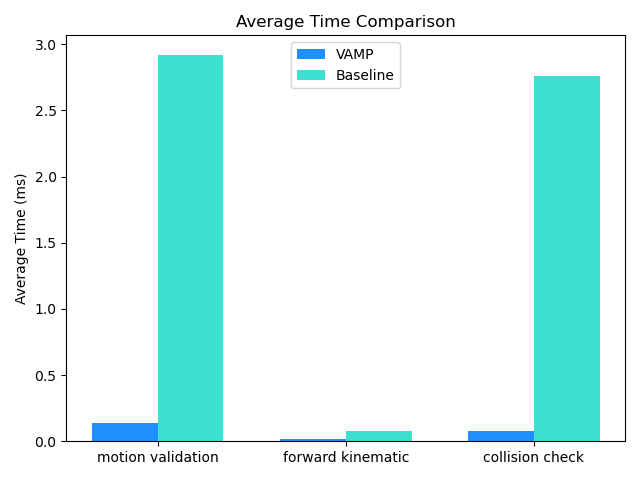 Average Time Comparison
VAMP
Baseline
Average Time (ms)
3.0
2.5
2.0
1.5
1.0
0.5
0.0
motion validation
forward kinematic
collision check